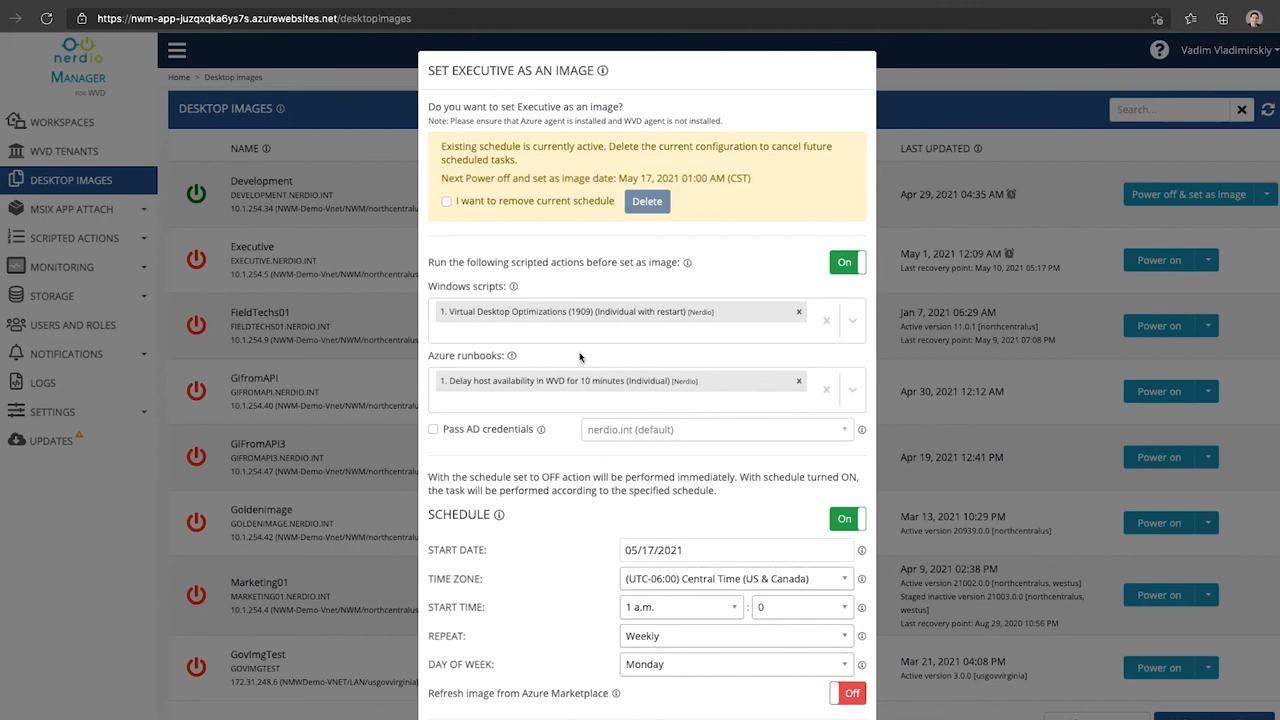 https://nwm-juzvqka6ys7s.azurewebsites.net/desktop/images
nerdio
MANAGER
FOR WVD
WORKSPACES
WVD TENANTS
DESKTOP IMAGES
MSIX APP ATTACH
SCRIPTED ACTIONS
MONITORING
STORAGE
USERS AND ROLES
NOTIFICATIONS
LOGS
SETTINGS
UPDATES
Vadim Vladimirskiy
Home > Desktop images
DESKTOP IMAGES
Search...
NAME
LAST UPDATED
Development
DEVELOPMENT.NERDIO.INT
10.1.254.34 (NWM-Demo-Vnet/NWM/northcentralus
Apr 29, 2021 04:35 AM
Power off & set as image
Executive
EXECUTIVE.NERDIO.INT
10.1.254.5 (NWM-Demo-Vnet/NWM/northcentralus
May 1, 2021 12:09 AM
Last recovery point: May 10, 2021 05:17 PM
Power on
FieldTechs01
FIELDTECHS01.NERDIO.INT
10.1.254.9 (NWM-Demo-Vnet/NWM/northcentralus
Jan 7, 2021 06:29 AM
Active version 11.0.1 [northcentralus]
Last recovery point: May 9, 2021 07:08 PM
Power on
GIfromAPI
GIFROMAPI.NERDIO.INT
10.1.254.40 (NWM-Demo-Vnet/NWM/northcentralus
Apr 30, 2021 12:12 AM
Power on
GIFromAPI3
GIFROMAPI3.NERDIO.INT
10.1.254.47 (NWM-Demo-Vnet/NWM/northcentralus
Apr 19, 2021 12:41 PM
Power on
GoldenImage
GOLDENIMAGE.NERDIO.INT
10.1.254.42 (NWM-Demo-Vnet/NWM/northcentralus
Mar 13, 2021 10:29 PM
Active version 20939.0.0 [northcentralus]
Power on
Marketing01
MARKETING01.NERDIO.INT
10.1.254.4 (NWM-Demo-Vnet/NWM/northcentralus
Apr 9, 2021 02:38 PM
Active version 21002.0.0 [northcentralus, westus]
Staged inactive version 21003.0.0 [northcentralus,
westus]
Last recovery point: Aug 29, 2020 10:56 PM
Power on
GovImgTest
GOVIMGTEST
172.31.248.6 (NMWDemo-VNET/LAN/usgovvirginia)
Mar 21, 2021 04:08 PM
Active version 3.0.0 [usgovvirginia]
Power on
SET EXECUTIVE AS AN IMAGE
Do you want to set Executive as an image?
Note: Please ensure that Azure agent is installed and WVD agent is not installed.
Existing schedule is currently active. Delete the current configuration to cancel future
scheduled tasks.
Next Power off and set as image date: May 17, 2021 01:00 AM (CST)
I want to remove current schedule Delete
Run the following scripted actions before set as image: On
Windows scripts:
1. Virtual Desktop Optimizations (1909) (Individual with restart) [Nerdio]
Azure runbooks:
1. Delay host availability in WVD for 10 minutes (Individual) [Nerdio]
Pass AD credentials nerdio.int (default)
With the schedule set to OFF action will be performed immediately. With schedule turned ON,
the task will be performed according to the specified schedule.
SCHEDULE On
START DATE: 05/17/2021
TIME ZONE: (UTC-06:00) Central Time (US & Canada)
START TIME: 1 a.m. : 0
REPEAT: Weekly
DAY OF WEEK: Monday
Refresh image from Azure Marketplace Off